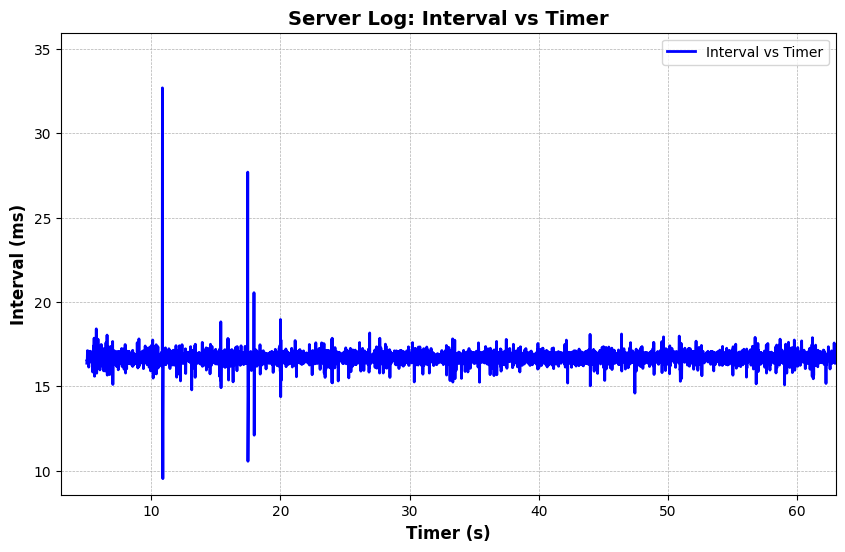 Server Log: Interval vs Timer
Interval vs Timer
35
30
25
20
15
10
Interval (ms)
10 20 30 40 50 60
Timer (s)